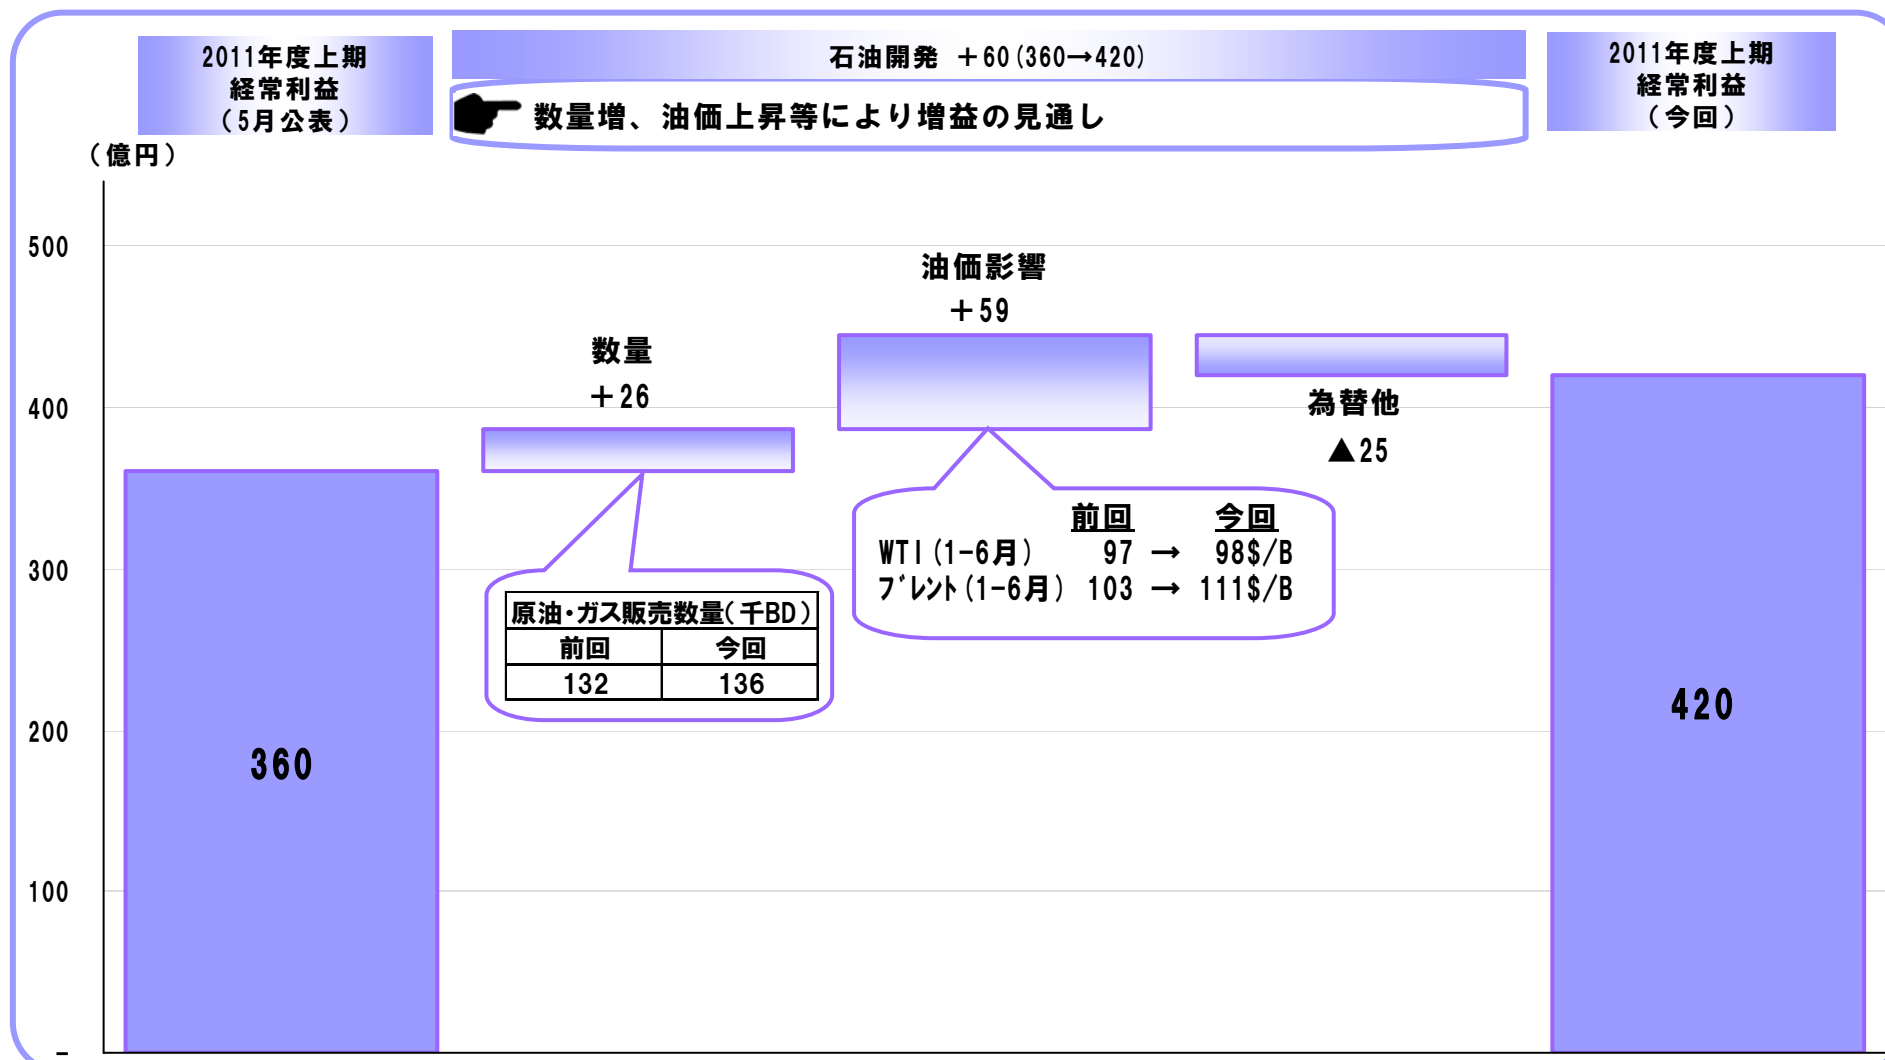 2011年度上期
経常利益
（5月公表）
石油開発 ＋60(360→420)
数量増、油価上昇等により増益の見通し
2011年度上期
経常利益
（今回）
（億円）
500
400
300
200
100
-
360
数量
＋26
油価影響
＋59
為替他
▲25
420
原油・ガス販売数量(千BD)
前回 今回
132 136
前回 今回
WTI(1-6月) 97 → 98$/B
ﾌﾞﾚﾝﾄ(1-6月) 103 → 111$/B